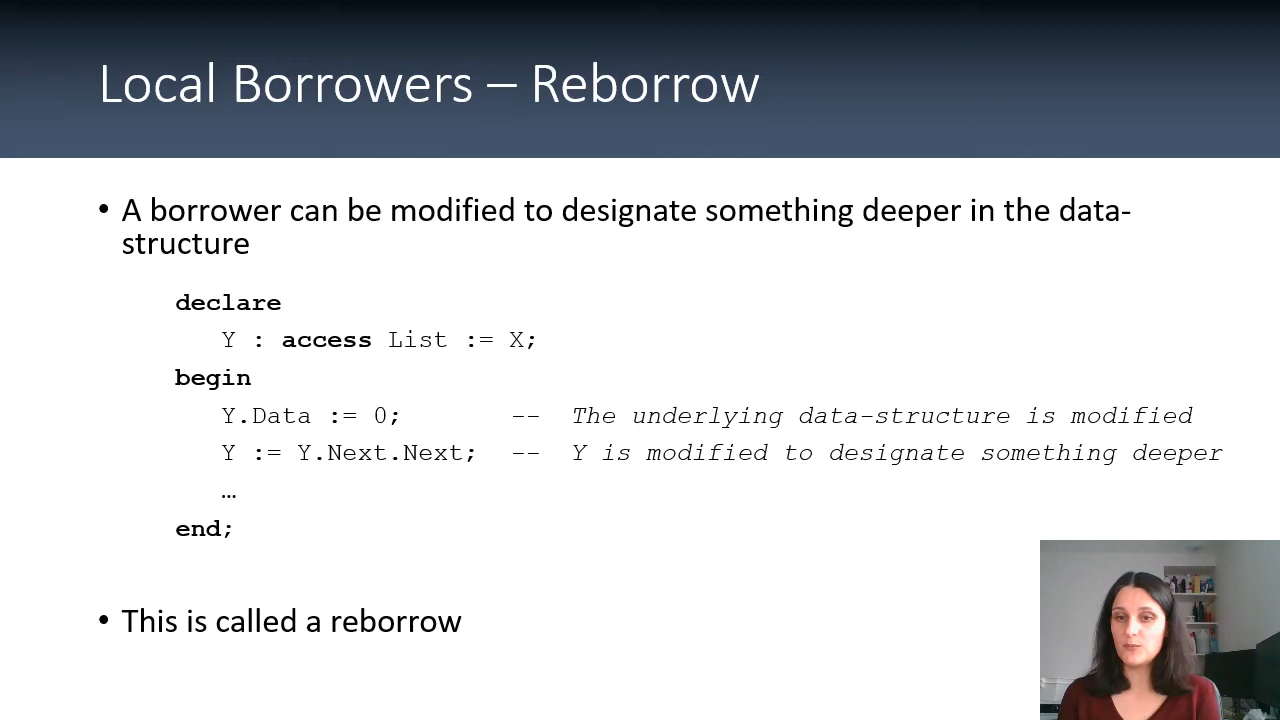 Local Borrowers – Reborrow
• A borrower can be modified to designate something deeper in the data-
structure
declare
Y : access List := X;
begin
Y.Data := 0; -- The underlying data-structure is modified
Y := Y.Next.Next; -- Y is modified to designate something deeper
…
end;
• This is called a reborrow